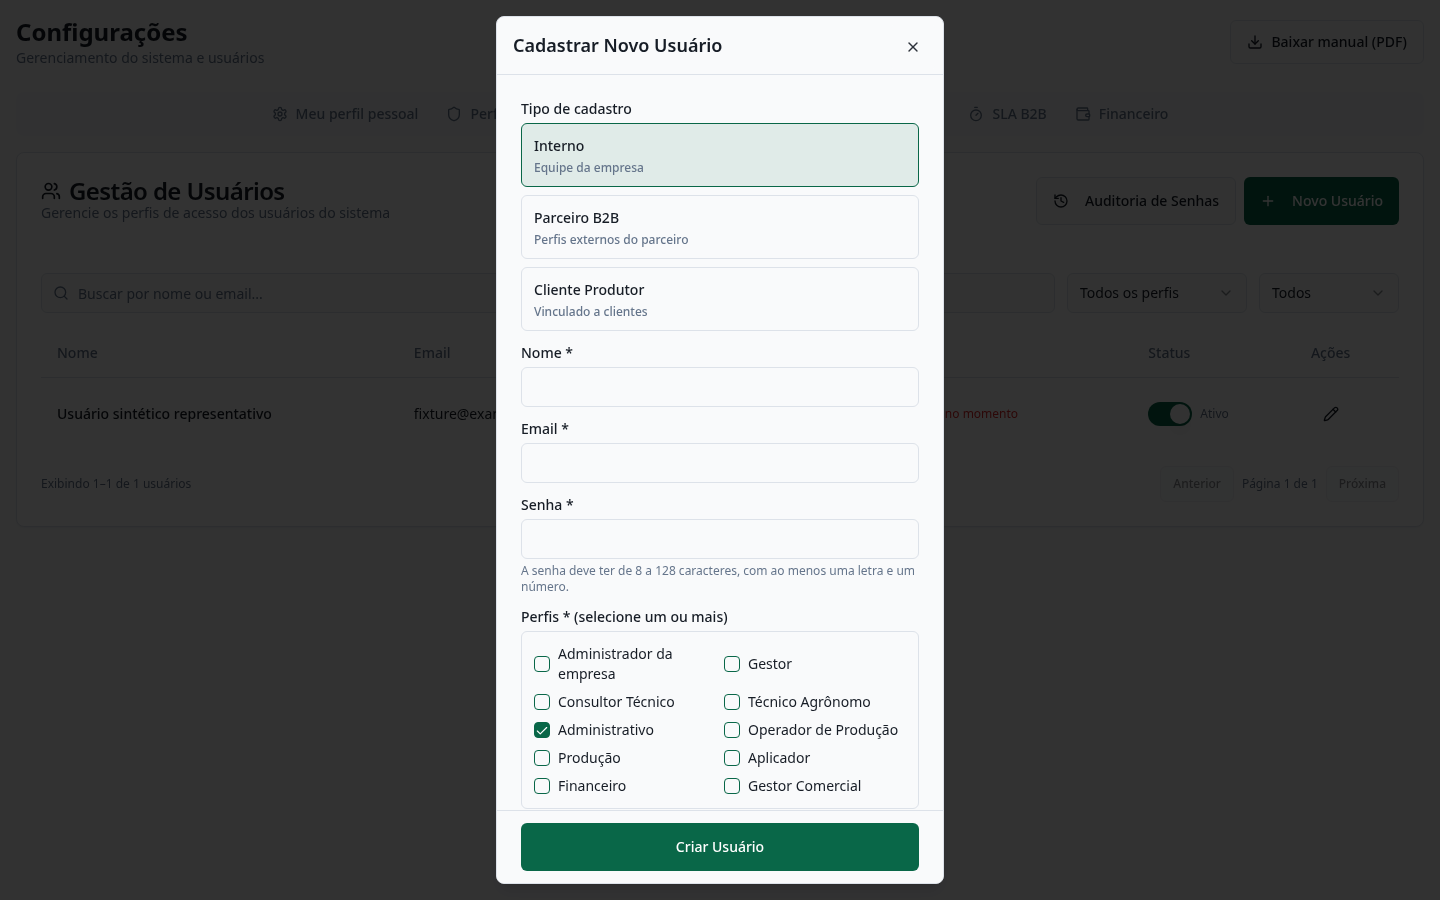 Configurações
Gerenciamento do sistema e usuários
Baixar manual (PDF)
Meu perfil pessoal
SLA B2B
Financeiro
Gestão de Usuários
Gerencie os perfis de acesso dos usuários do sistema
Auditoria de Senhas
Novo Usuário
Buscar por nome ou email...
Todos os perfis
Todos
Nome
Email
Status
Ações
Usuário sintético representativo
no momento
Ativo
Exibindo 1–1 de 1 usuários
Anterior
Página 1 de 1
Próxima
Cadastrar Novo Usuário
Tipo de cadastro
Interno
Equipe da empresa
Parceiro B2B
Perfis externos do parceiro
Cliente Produtor
Vinculado a clientes
Nome *
Email *
Senha *
A senha deve ter de 8 a 128 caracteres, com ao menos uma letra e um
número.
Perfis * (selecione um ou mais)
Administrador da
empresa
Gestor
Consultor Técnico
Técnico Agrônomo
Administrativo
Operador de Produção
Produção
Aplicador
Financeiro
Gestor Comercial
Criar Usuário